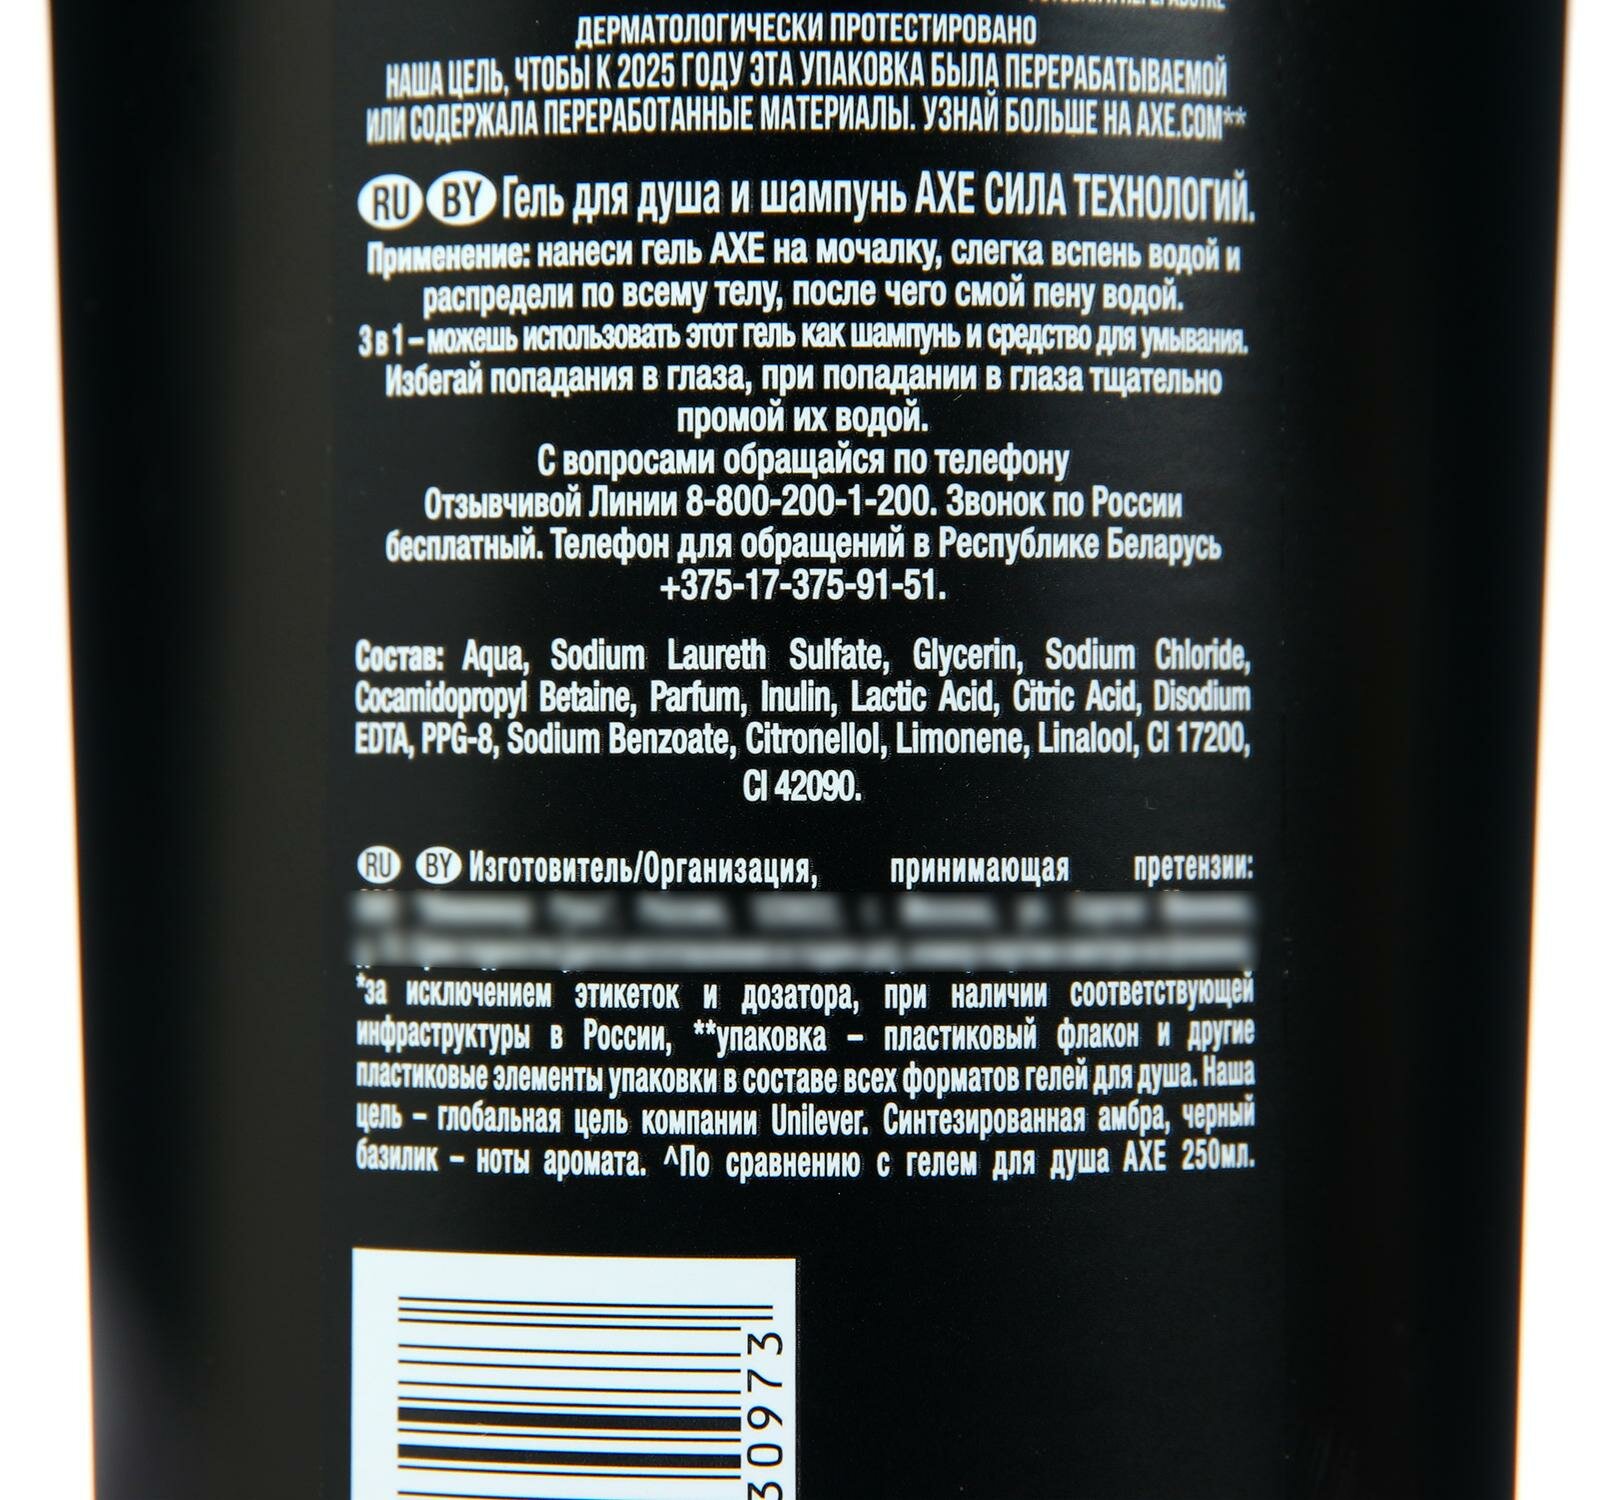 ДЕРМАТОЛОГИЧЕСКИ ПРОТЕСТИРОВАНО
НАША ЦЕЛЬ, ЧТОБЫ К 2025 ГОДУ ЭТА УПАКОВКА БЫЛА ПЕРЕРАБАТЫВАЕМОЙ
ИЛИ СОДЕРЖАЛА ПЕРЕРАБОТАННЫЕ МАТЕРИАЛЫ. УЗНАЙ БОЛЬШЕ НА AXE.COM**
RU BY Гель для душа и шампунь AXE СИЛА ТЕХНОЛОГИЙ.
Применение: нанеси гель AXE на мочалку, слегка вспень водой и
распредели по всему телу, после чего смой пену водой.
3 в 1 – можешь использовать этот гель как шампунь и средство для умывания.
Избегай попадания в глаза, при попадании в глаза тщательно
промой их водой.
С вопросами обращайся по телефону
Отзывчивой Линии 8-800-200-1-200. Звонок по России
бесплатный. Телефон для обращений в Республике Беларусь
+375-17-375-91-51.
Состав: Aqua, Sodium Laureth Sulfate, Glycerin, Sodium Chloride,
Cocamidopropyl Betaine, Parfum, Inulin, Lactic Acid, Citric Acid, Disodium
EDTA, PPG-8, Sodium Benzoate, Citronellol, Limonene, Linalool, CI 17200,
CI 42090.
RU BY Изготовитель/Организация, принимающая претензии:
*за исключением этикеток и дозатора, при наличии соответствующей
инфраструктуры в России, **упаковка – пластиковый флакон и другие
пластиковые элементы упаковки в составе всех форматов гелей для душа. Наша
цель – глобальная цель компании Unilever. Синтезированная амбра, черный
базилик – ноты аромата. ^По сравнению с гелем для душа AXE 250мл.
30973